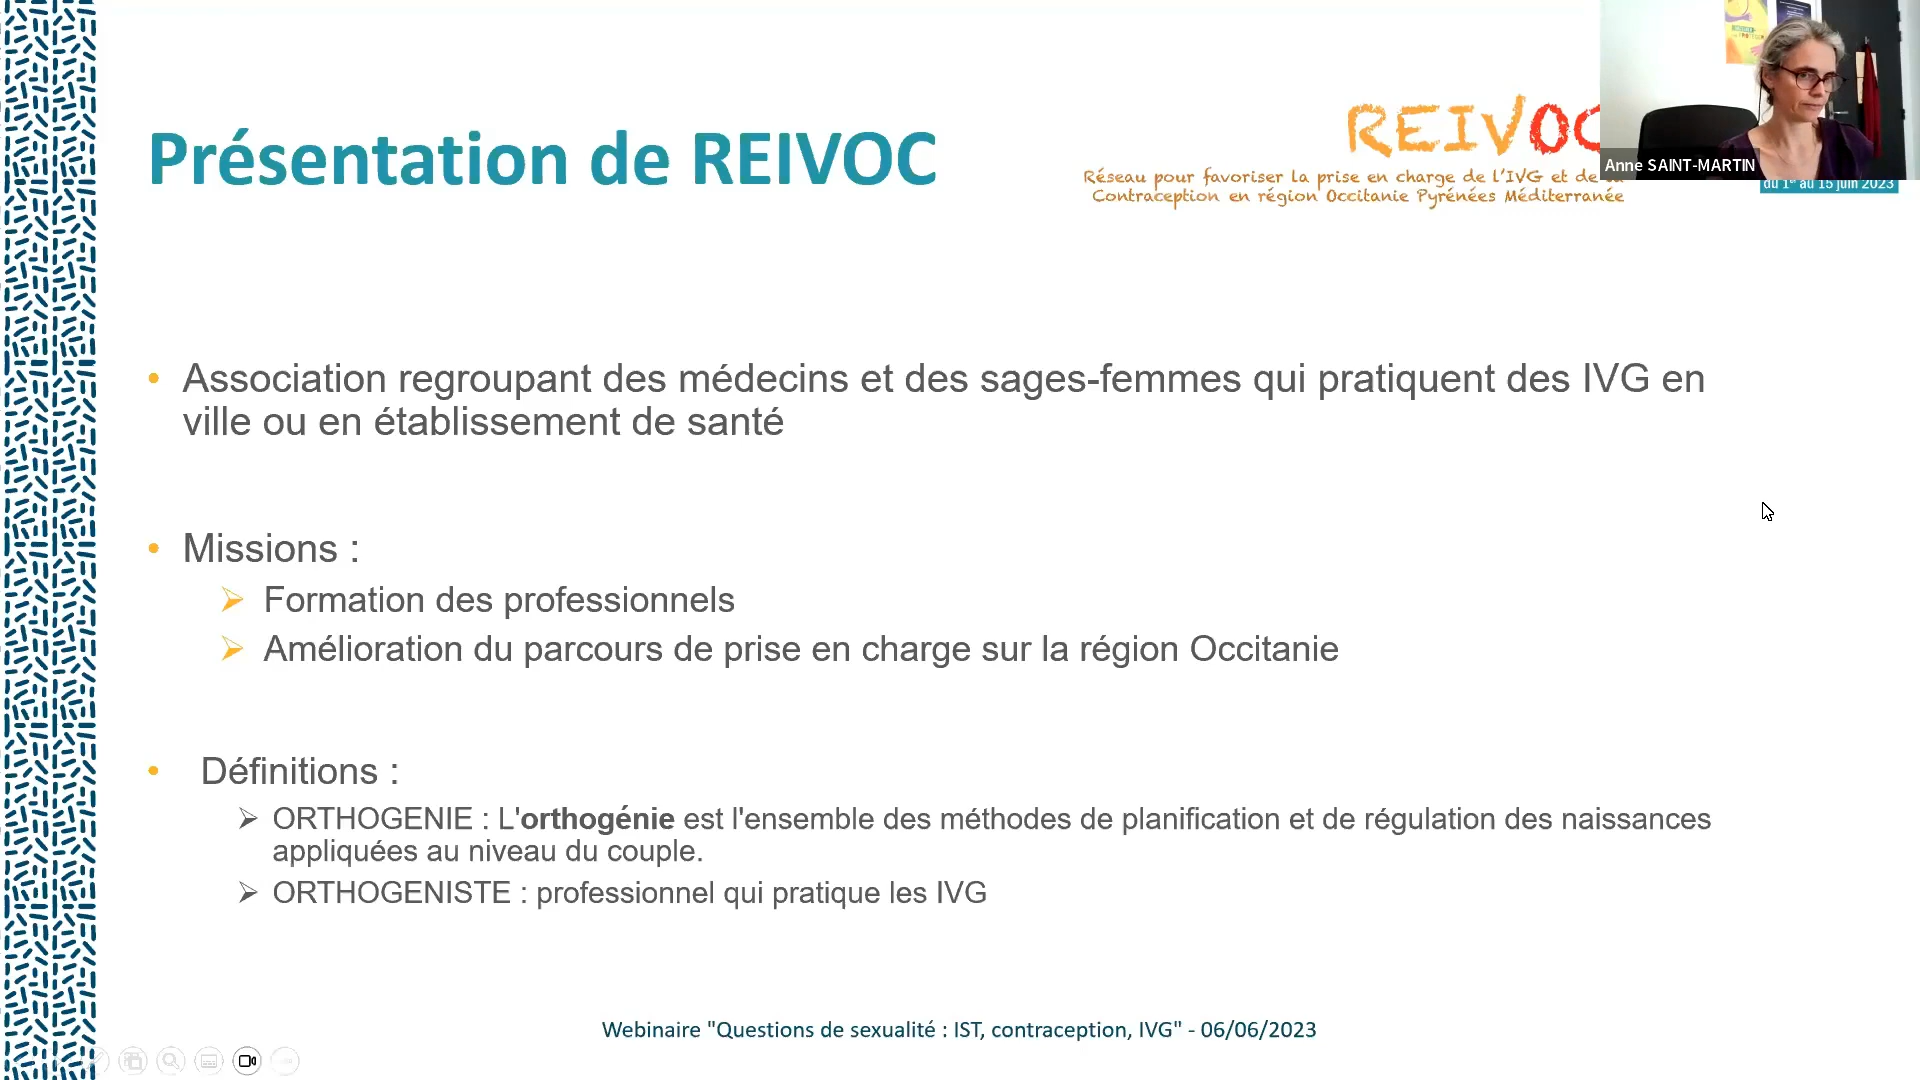 Présentation de REIVOC
REIVOC
Réseau pour favoriser la prise en charge de l'IVG et de la
Contraception en région Occitanie Pyrénées Méditerranée
Anne SAINT-MARTIN
du 1er au 15 juin 2023
• Association regroupant des médecins et des sages-femmes qui pratiquent des IVG en
ville ou en établissement de santé
• Missions :
➢ Formation des professionnels
➢ Amélioration du parcours de prise en charge sur la région Occitanie
• Définitions :
➢ ORTHOGENIE : L'orthogénie est l'ensemble des méthodes de planification et de régulation des naissances
appliquées au niveau du couple.
➢ ORTHOGENISTE : professionnel qui pratique les IVG
Webinaire "Questions de sexualité : IST, contraception, IVG" - 06/06/2023